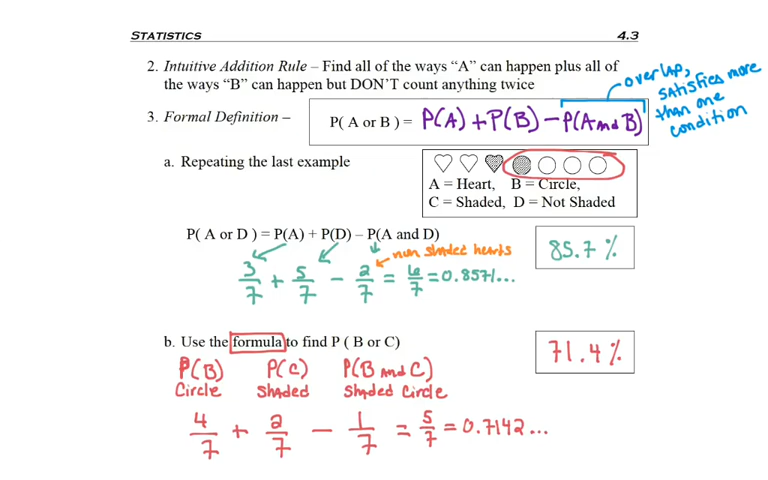 STATISTICS 4.3
2. Intuitive Addition Rule – Find all of the ways “A” can happen plus all of
the ways “B” can happen but DON’T count anything twice
overlap,
satisfies more
than one
condition
3. Formal Definition –
P( A or B ) = P(A) + P(B) – P(A and B)
a. Repeating the last example
A = Heart, B = Circle,
C = Shaded, D = Not Shaded
P( A or D ) = P(A) + P(D) – P(A and D)
non shaded hearts
3/7 + 5/7 – 2/7 = 6/7 = 0.8571...
85.7%
b. Use the formula to find P ( B or C)
71.4%
P(B) P(C) P(B and C)
Circle Shaded Shaded Circle
4/7 + 2/7 – 1/7 = 5/7 = 0.7142...